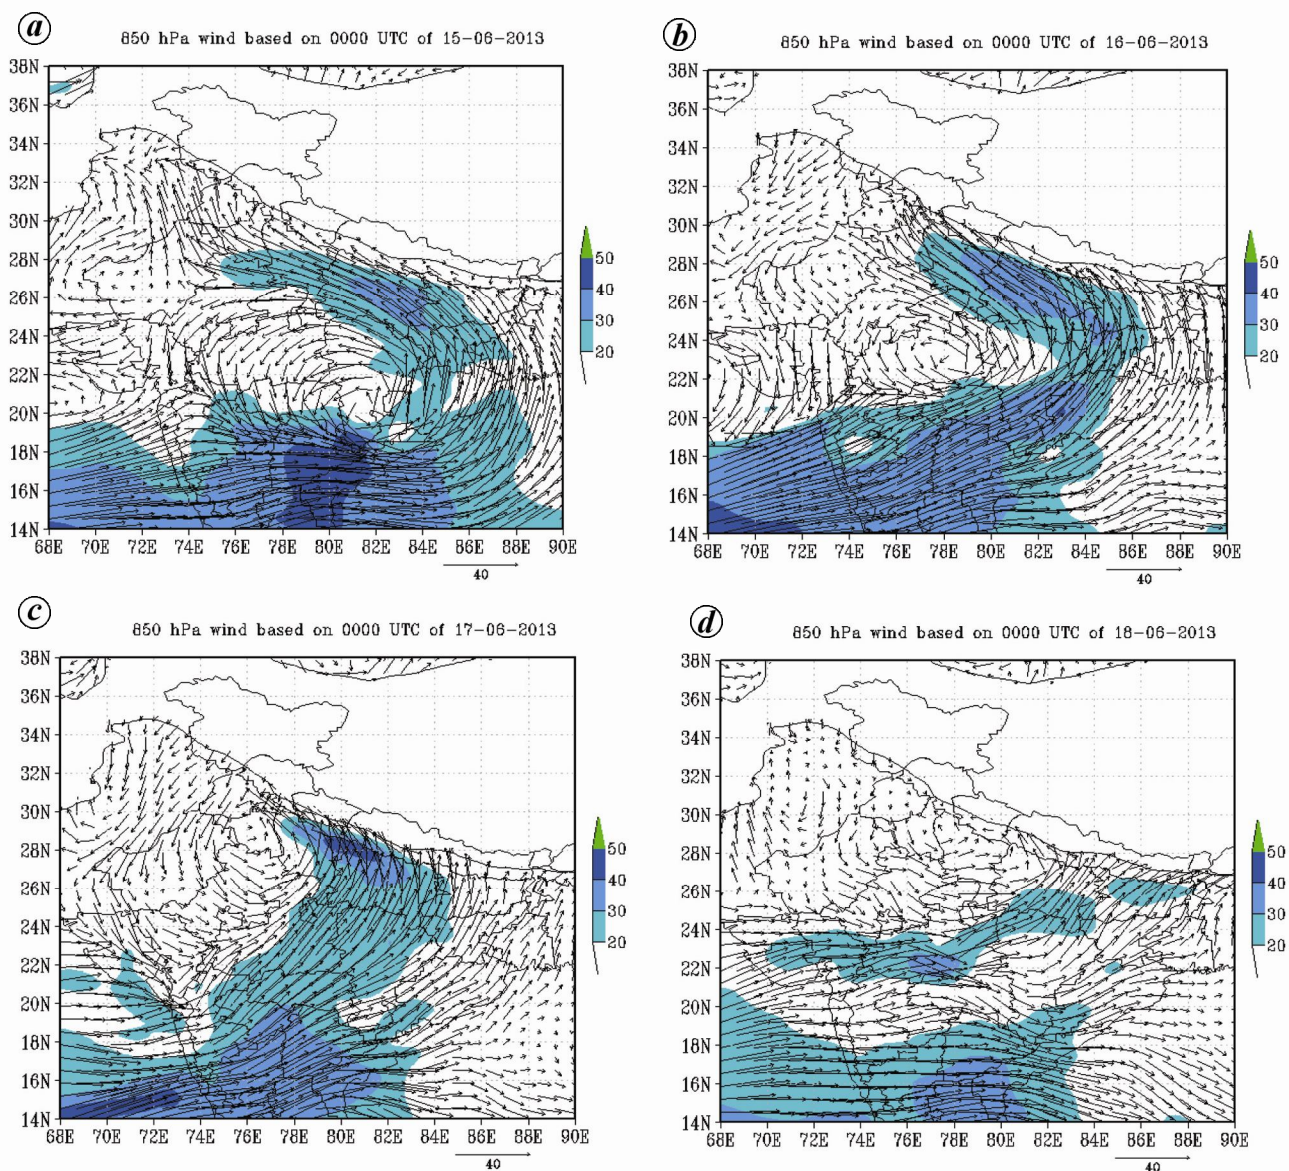 a
850 hPa wind based on 0000 UTC of 15-06-2013
38N
36N
34N
32N
30N
28N
26N
24N
22N
20N
18N
16N
14N
68E 70E 72E 74E 76E 78E 80E 82E 84E 86E 88E 90E
40
50
40
30
20
b
850 hPa wind based on 0000 UTC of 16-06-2013
38N
36N
34N
32N
30N
28N
26N
24N
22N
20N
18N
16N
14N
68E 70E 72E 74E 76E 78E 80E 82E 84E 86E 88E 90E
40
50
40
30
20
c
850 hPa wind based on 0000 UTC of 17-06-2013
38N
36N
34N
32N
30N
28N
26N
24N
22N
20N
18N
16N
14N
68E 70E 72E 74E 76E 78E 80E 82E 84E 86E 88E 90E
40
50
40
30
20
d
850 hPa wind based on 0000 UTC of 18-06-2013
38N
36N
34N
32N
30N
28N
26N
24N
22N
20N
18N
16N
14N
68E 70E 72E 74E 76E 78E 80E 82E 84E 86E 88E 90E
40
50
40
30
20